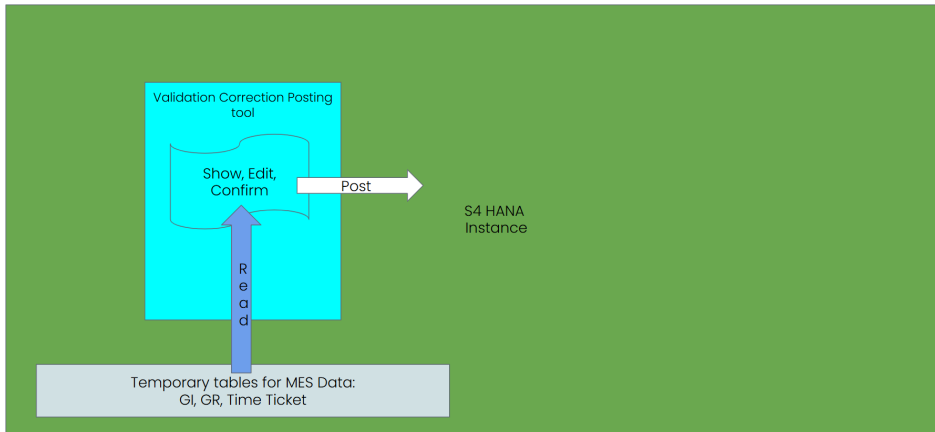 Validation Correction Posting
tool
Show, Edit,
Confirm
Post
S4 HANA
Instance
Read
Temporary tables for MES Data:
GI, GR, Time Ticket